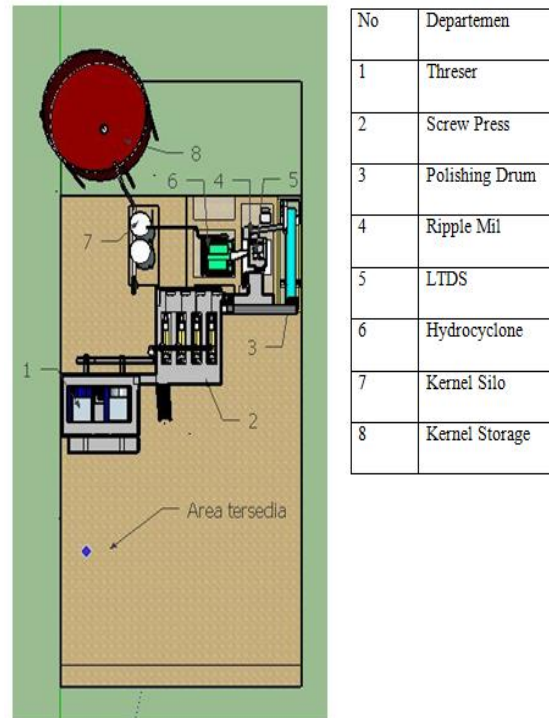 8
6 4 5
7
3
1
2
Area tersedia
No Departemen
1 Threser
2 Screw Press
3 Polishing Drum
4 Ripple Mil
5 LTDS
6 Hydrocyclone
7 Kernel Silo
8 Kernel Storage